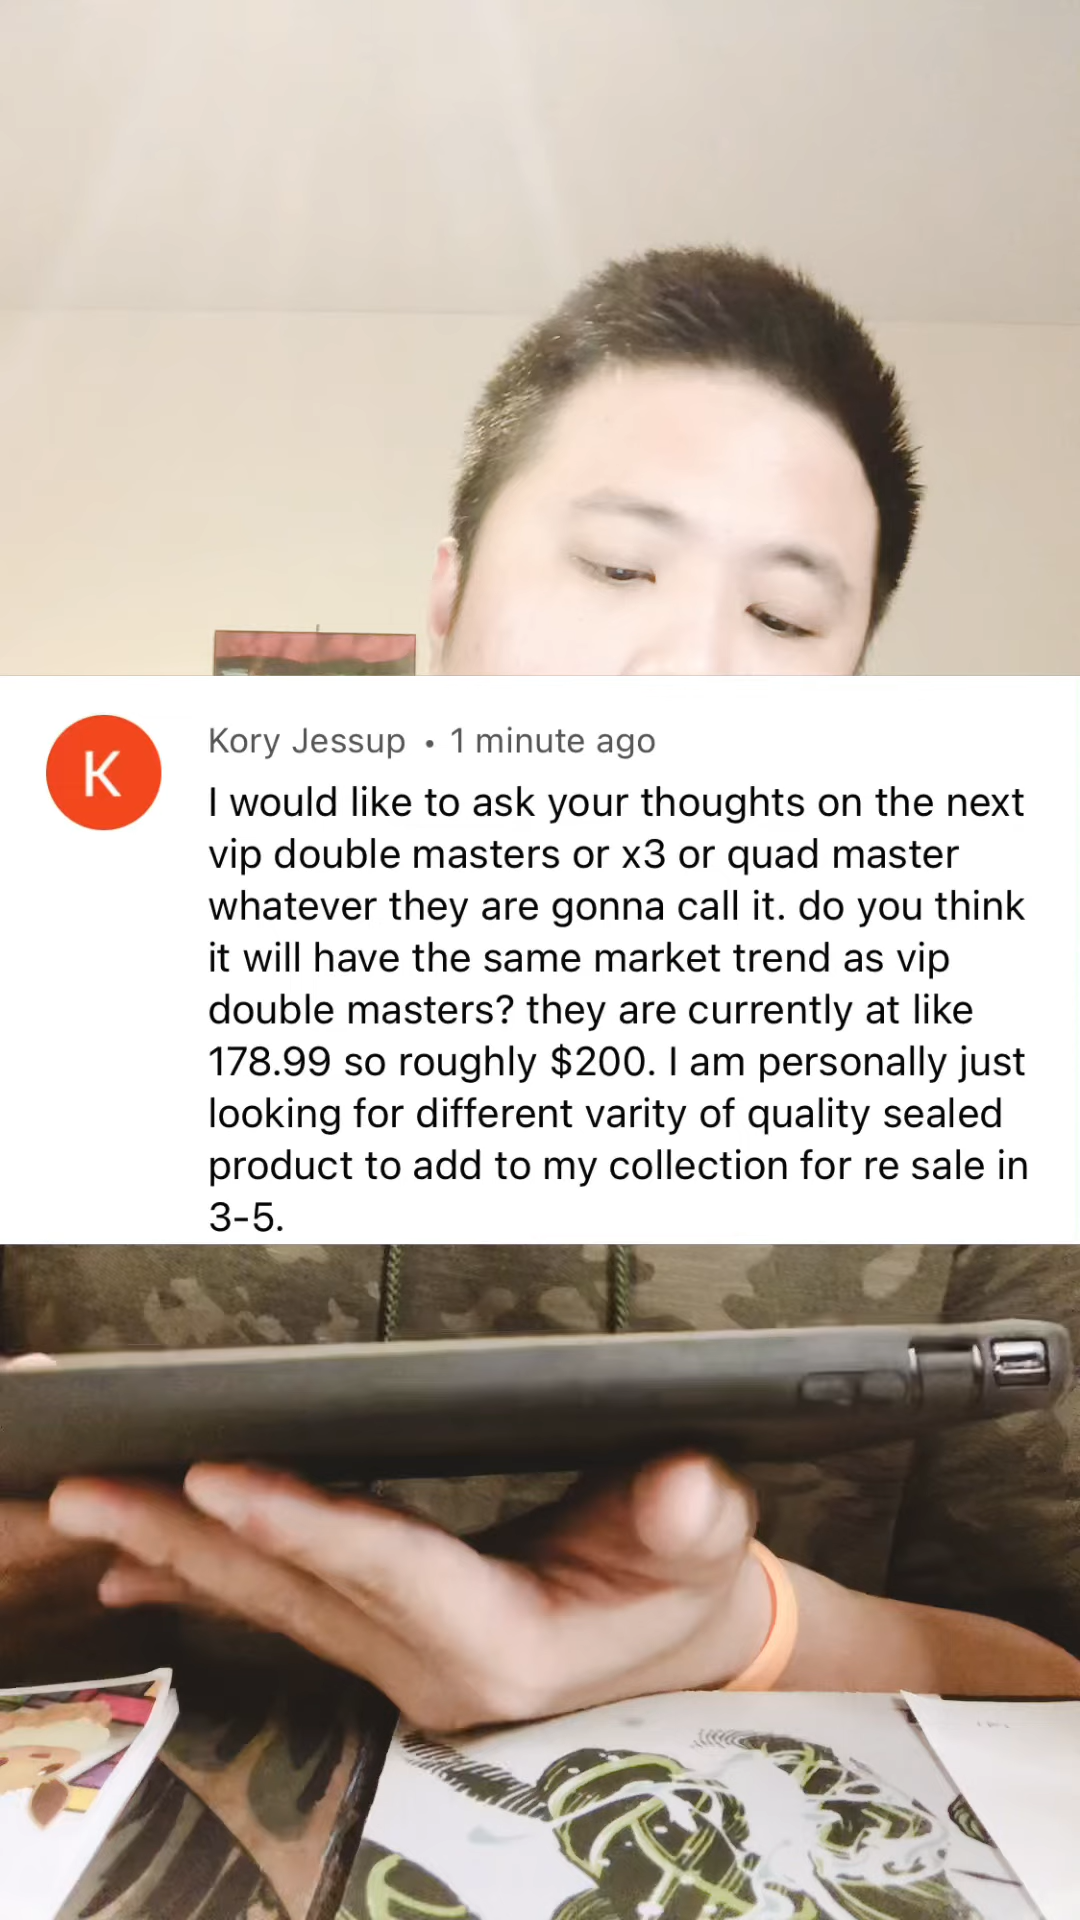 K
Kory Jessup • 1 minute ago
I would like to ask your thoughts on the next
vip double masters or x3 or quad master
whatever they are gonna call it. do you think
it will have the same market trend as vip
double masters? they are currently at like
178.99 so roughly $200. I am personally just
looking for different varity of quality sealed
product to add to my collection for re sale in
3-5.